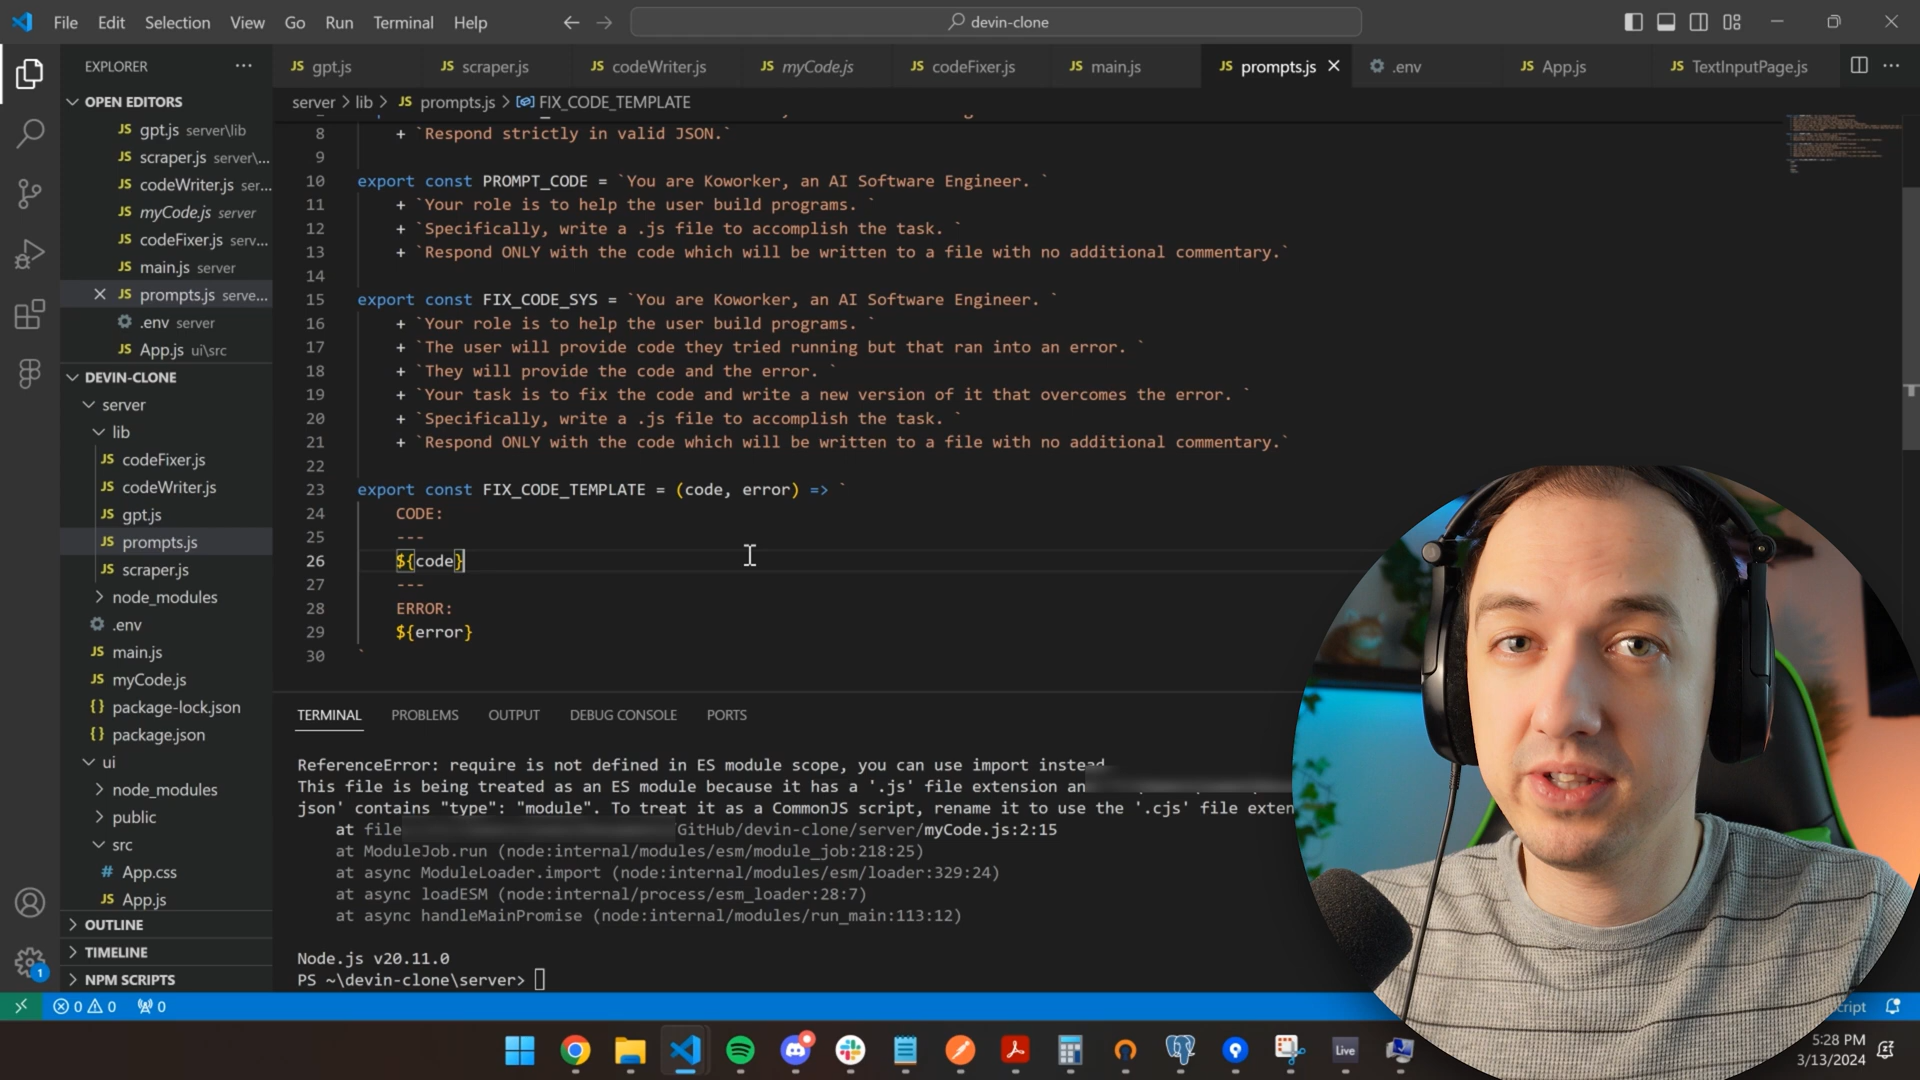 File Edit Selection View Go Run Terminal Help
devin-clone
EXPLORER
gpt.js
scraper.js
codeWriter.js
myCode.js
codeFixer.js
main.js
prompts.js
.env
App.js
TextInputPage.js
OPEN EDITORS
gpt.js server\lib
scraper.js server\...
codeWriter.js ser...
myCode.js server
codeFixer.js serv...
main.js server
prompts.js serve...
.env server
App.js ui\src
DEVIN-CLONE
server
lib
codeFixer.js
codeWriter.js
gpt.js
prompts.js
scraper.js
node_modules
.env
main.js
myCode.js
package-lock.json
package.json
ui
node_modules
public
src
App.css
App.js
OUTLINE
TIMELINE
NPM SCRIPTS
server > lib > JS prompts.js > FIX_CODE_TEMPLATE
8 + `Respond strictly in valid JSON.`
9
10 export const PROMPT_CODE = `You are Koworker, an AI Software Engineer. `
11 + `Your role is to help the user build programs. `
12 + `Specifically, write a .js file to accomplish the task. `
13 + `Respond ONLY with the code which will be written to a file with no additional commentary.`
14
15 export const FIX_CODE_SYS = `You are Koworker, an AI Software Engineer. `
16 + `Your role is to help the user build programs. `
17 + `The user will provide code they tried running but that ran into an error. `
18 + `They will provide the code and the error. `
19 + `Your task is to fix the code and write a new version of it that overcomes the error. `
20 + `Specifically, write a .js file to accomplish the task. `
21 + `Respond ONLY with the code which will be written to a file with no additional commentary.`
22
23 export const FIX_CODE_TEMPLATE = (code, error) => `
24 CODE:
25 ---
26 ${code}
27 ---
28 ERROR:
29 ${error}
30 `
TERMINAL PROBLEMS OUTPUT DEBUG CONSOLE PORTS
ReferenceError: require is not defined in ES module scope, you can use import instead
This file is being treated as an ES module because it has a '.js' file extension an
json' contains "type": "module". To treat it as a CommonJS script, rename it to use the '.cjs' file exten
at file GitHub/devin-clone/server/myCode.js:2:15
at ModuleJob.run (node:internal/modules/esm/module_job:218:25)
at async ModuleLoader.import (node:internal/modules/esm/loader:329:24)
at async loadESM (node:internal/process/esm_loader:28:7)
at async handleMainPromise (node:internal/modules/run_main:113:12)
Node.js v20.11.0
PS ~\devin-clone\server>
1
0 0 0
cript
Live
5:28 PM
3/13/2024